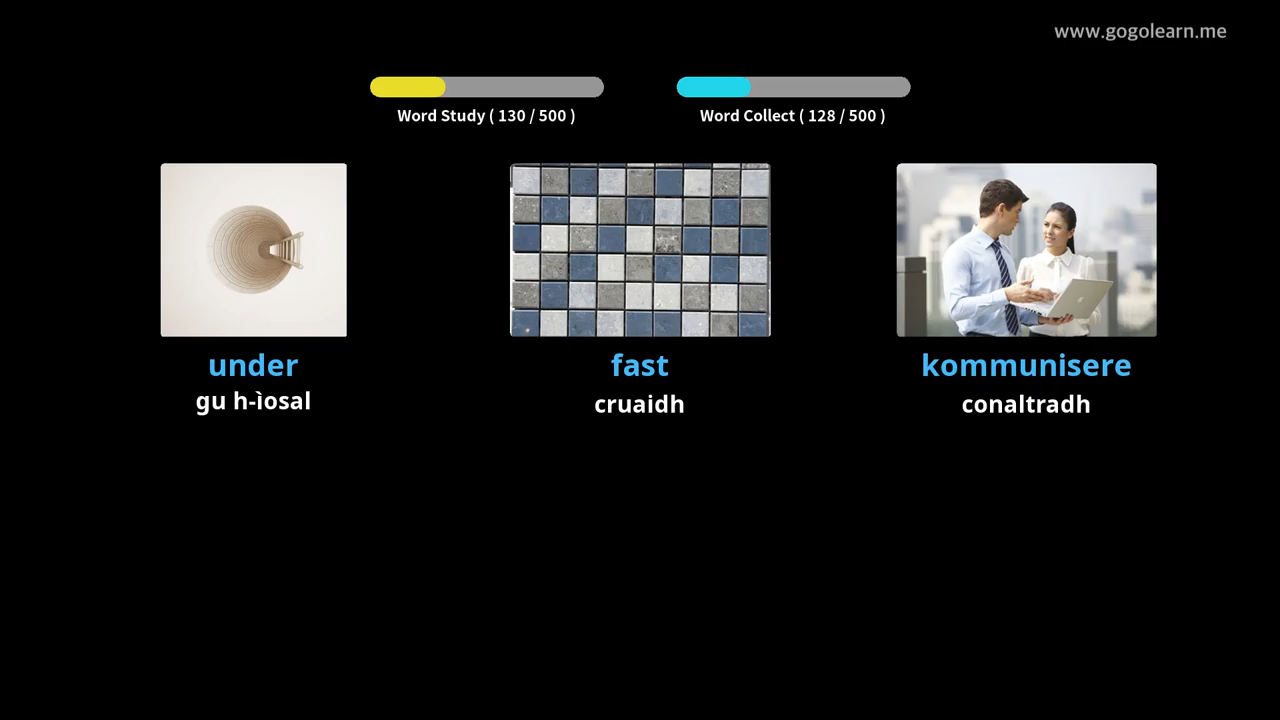 www.gogolearn.me
Word Study ( 130 / 500 )
Word Collect ( 128 / 500 )
under
gu h-ìosal
fast
cruaidh
kommunisere
conaltradh